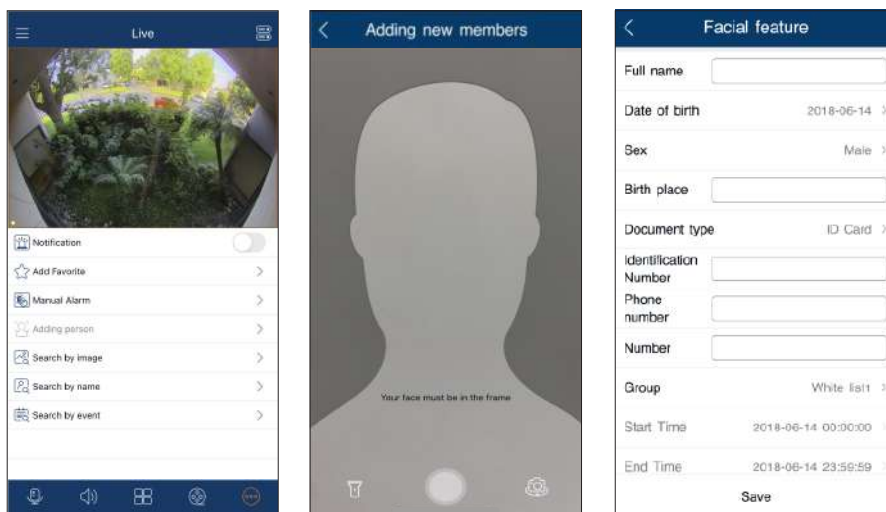 Live
Notification
Add Favorite
Manual Alarm
Adding person
Search by image
Search by name
Search by event
Adding new members
Your face must be in the frame
Facial feature
Full name
Date of birth 2018-06-14
Sex Male
Birth place
Document type ID Card
Identification
Number
Phone
number
Number
Group White list1
Start Time 2018-06-14 00:00:00
End Time 2018-06-14 23:59:59
Save